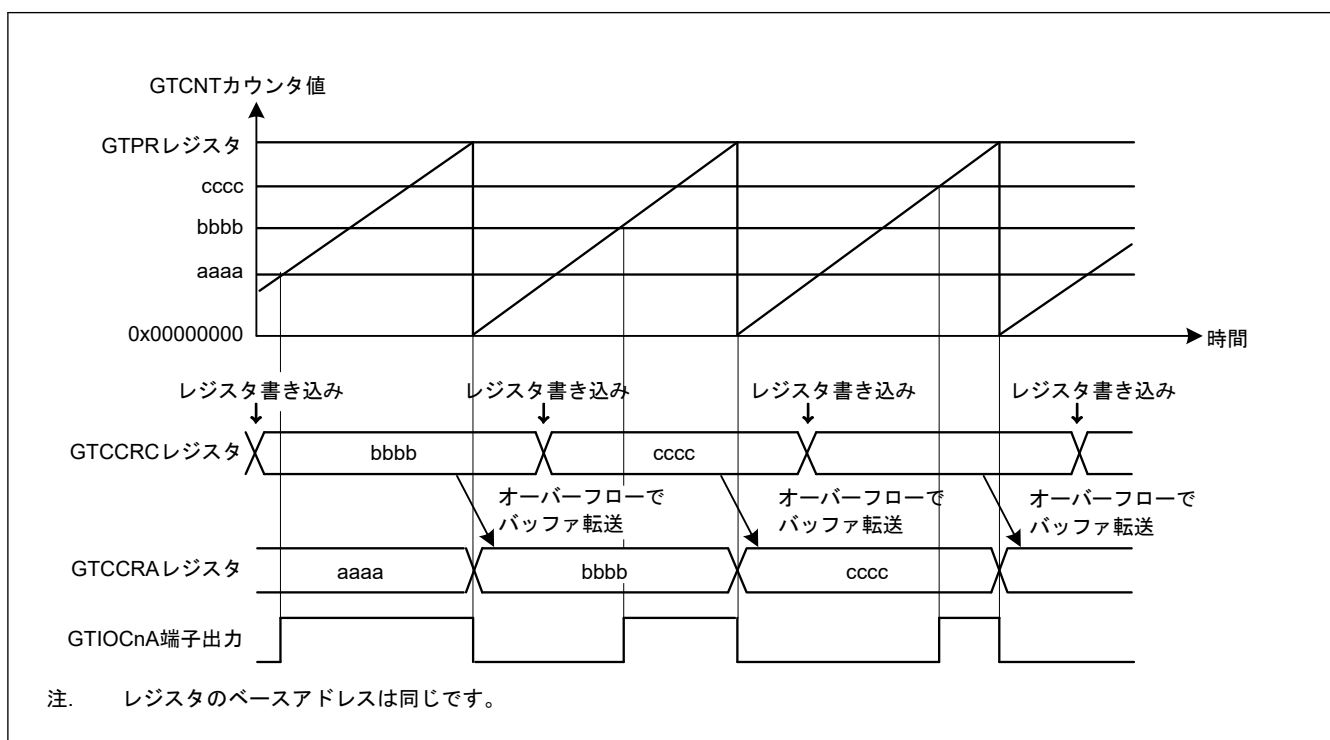 GTCNTカウンタ値
GTPRレジスタ
cccc
bbbb
aaaa
0x00000000
時間
レジスタ書き込み レジスタ書き込み レジスタ書き込み レジスタ書き込み
GTCCRCレジスタ bbbb cccc
オーバーフローで オーバーフローで オーバーフローで
バッファ転送 バッファ転送 バッファ転送
GTCCRAレジスタ aaaa bbbb cccc
GTIOCnA端子出力
注. レジスタのベースアドレスは同じです。